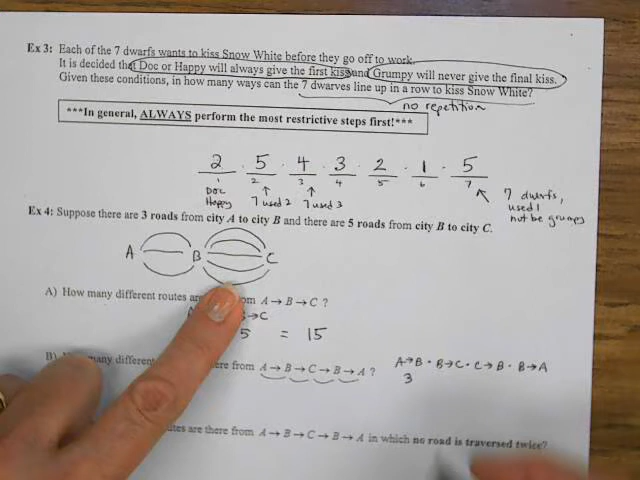 Ex 3: Each of the 7 dwarfs wants to kiss Snow White before they go off to work.
It is decided that Doc or Happy will always give the first kiss and Grumpy will never give the final kiss.
Given these conditions, in how many ways can the 7 dwarves line up in a row to kiss Snow White?
no repetition
***In general, ALWAYS perform the most restrictive steps first!***
2 · 5 · 4 · 3 · 2 · 1 · 5
1 2 3 4 5 6 7
Doc
Happy 7 used 2 7 used 3
7 dwarfs,
used 1
not be grumpy
Ex 4: Suppose there are 3 roads from city A to city B and there are 5 roads from city B to city C.
A B C
A) How many different routes are from A→B→C ?
→C
5 = 15
B) many different ere from A→B→C→B→A ?
A→B · B→C · C→B · B→A
3
utes are there from A→B→C→B→A in which no road is traversed twice?